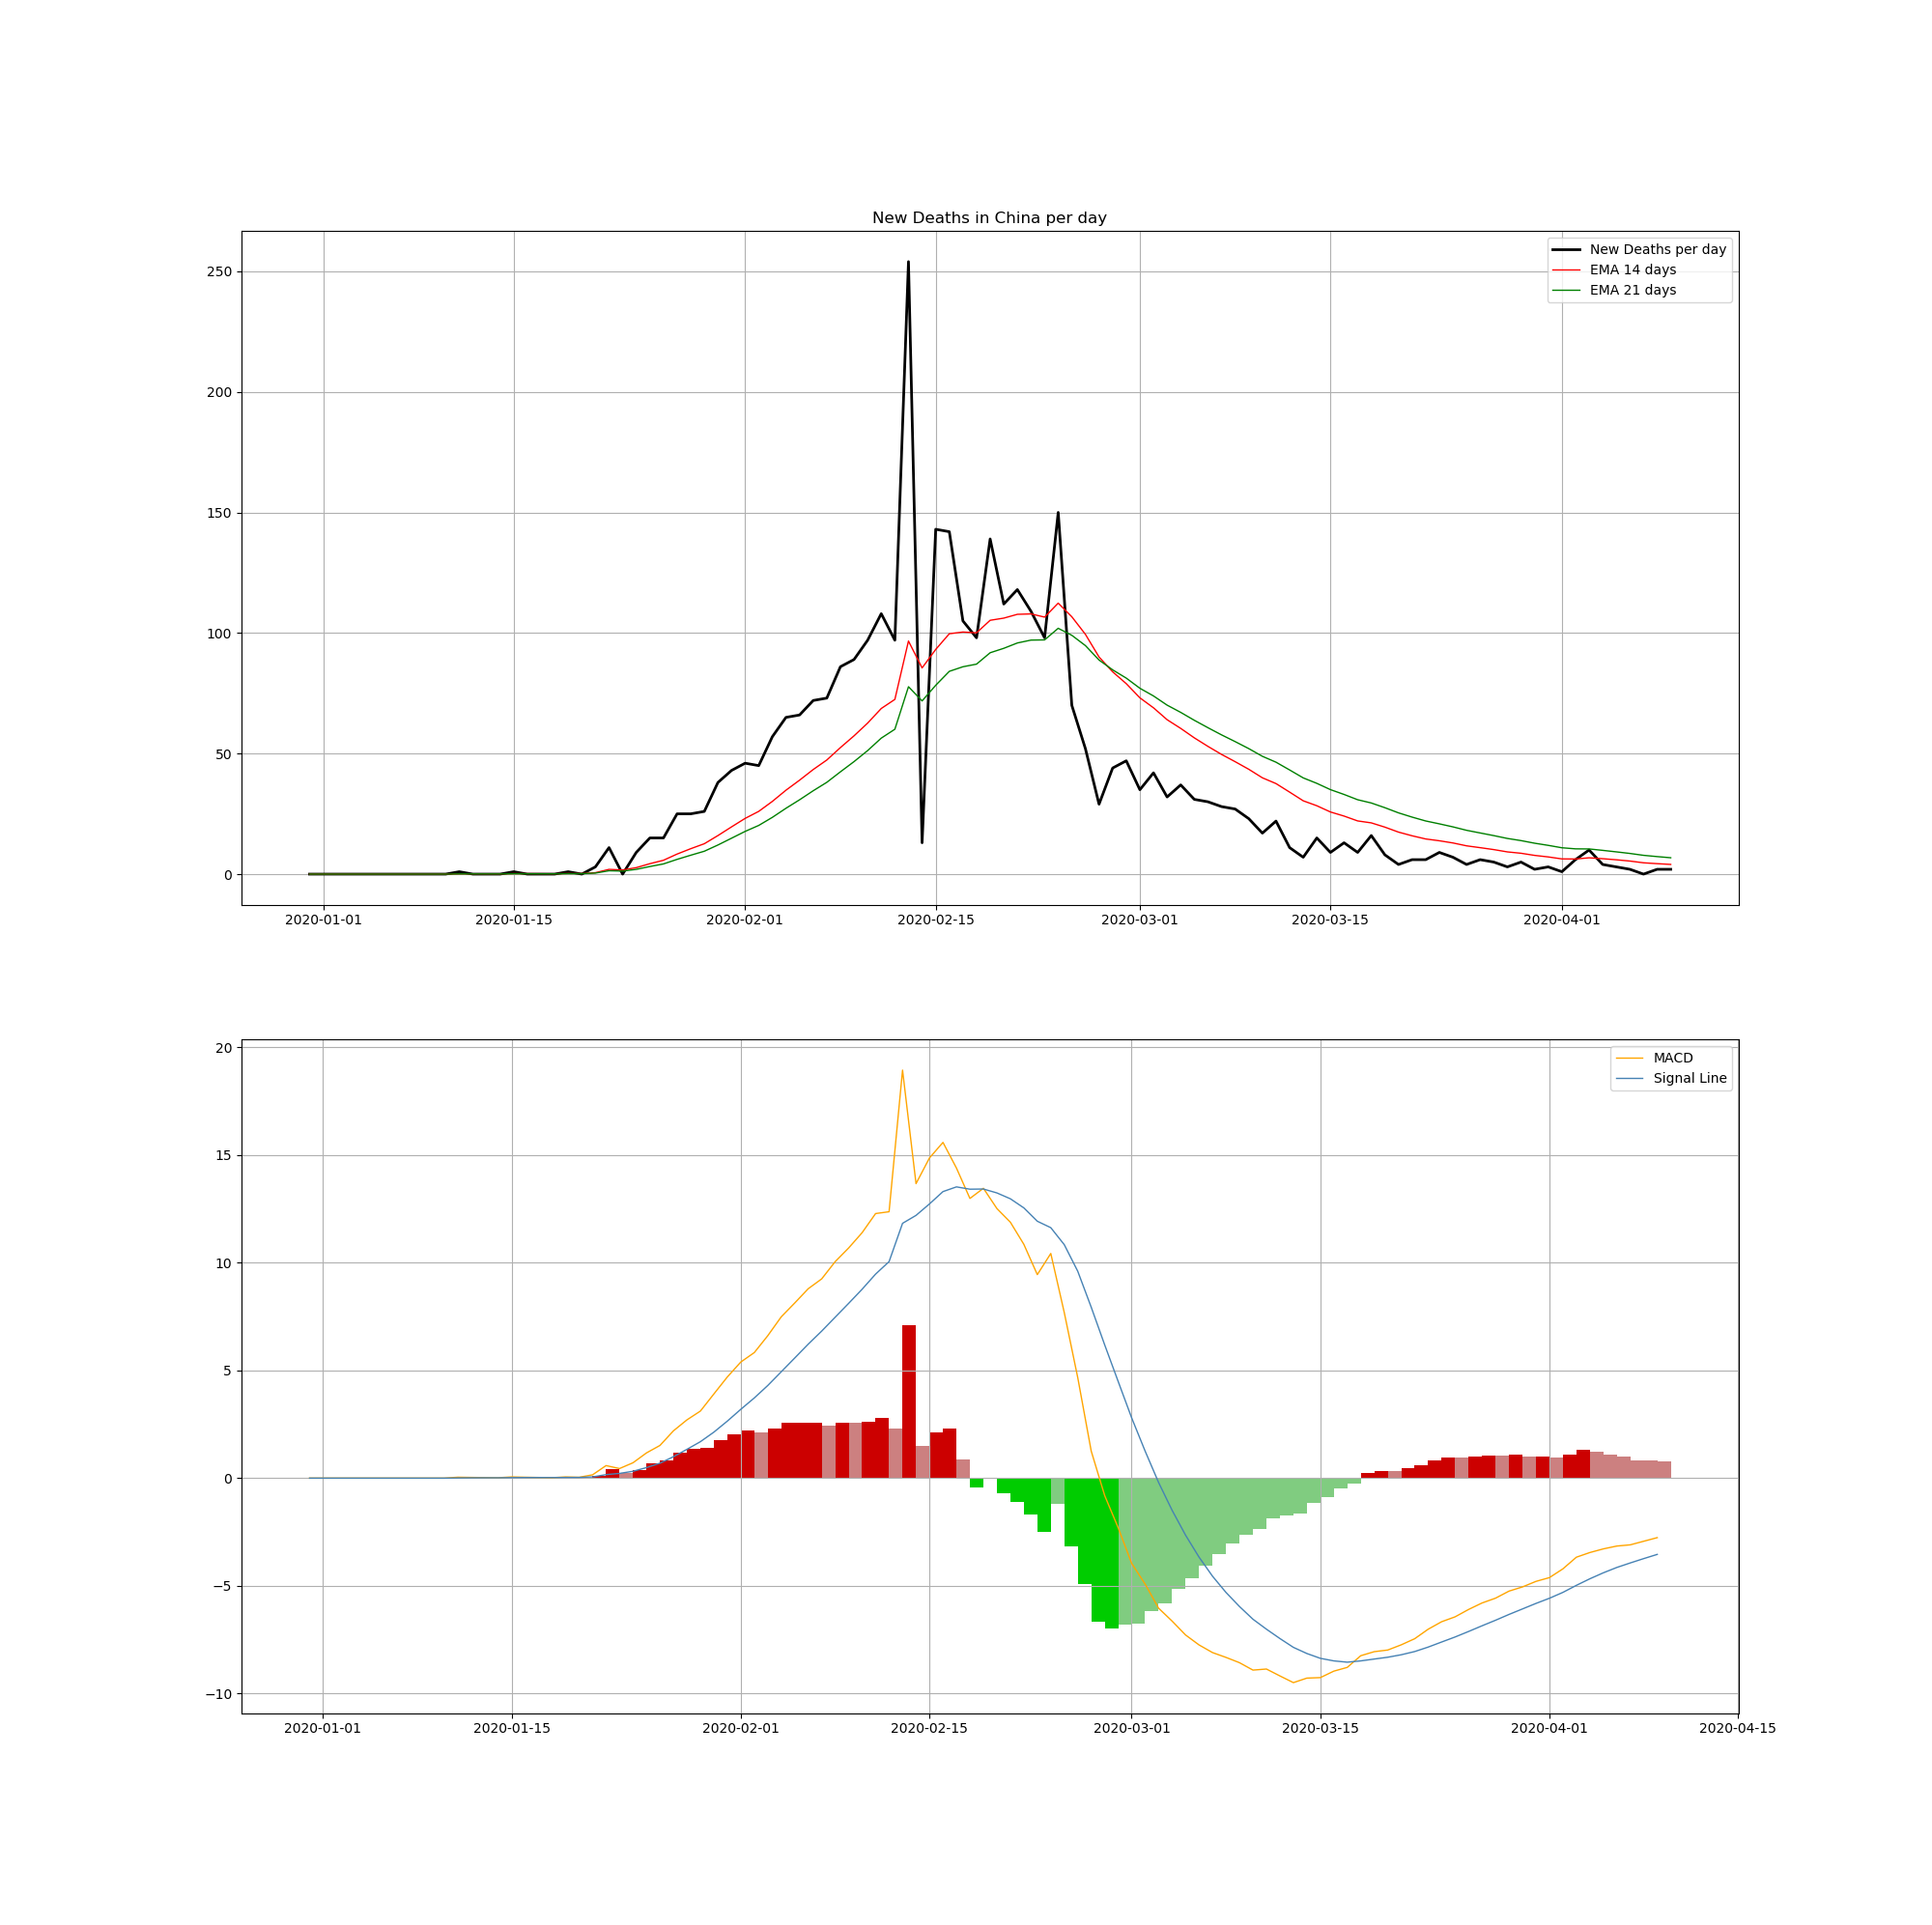 New Deaths in China per day
New Deaths per day
EMA 14 days
EMA 21 days
250
200
150
100
50
0
2020-01-01 2020-01-15 2020-02-01 2020-02-15 2020-03-01 2020-03-15 2020-04-01
MACD
Signal Line
20
15
10
5
0
−5
−10
2020-01-01 2020-01-15 2020-02-01 2020-02-15 2020-03-01 2020-03-15 2020-04-01 2020-04-15